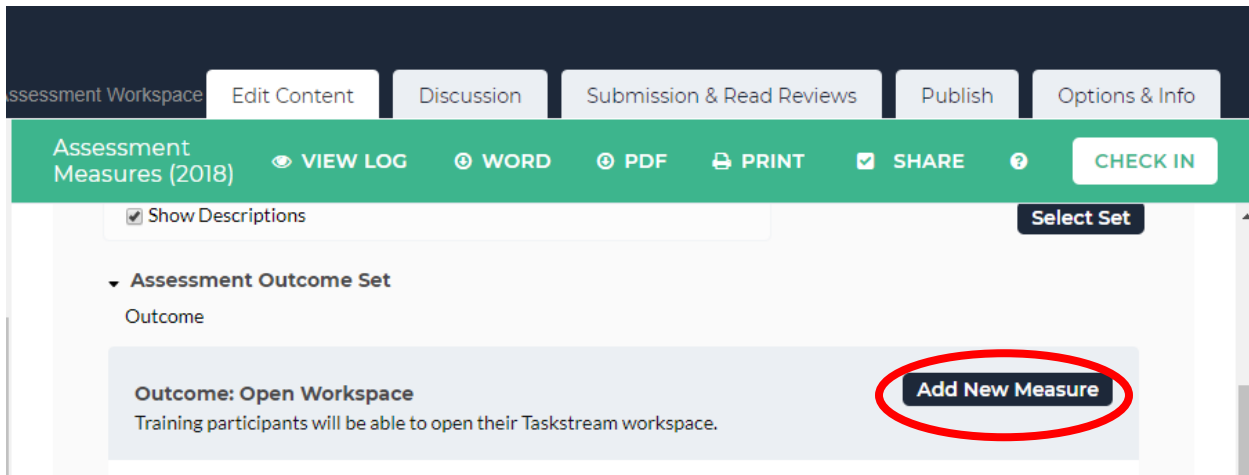 ssessment Workspace Edit Content Discussion Submission & Read Reviews Publish Options & Info
Assessment
Measures (2018) VIEW LOG WORD PDF PRINT SHARE ? CHECK IN
Show Descriptions Select Set
Assessment Outcome Set
Outcome
Outcome: Open Workspace Add New Measure
Training participants will be able to open their Taskstream workspace.